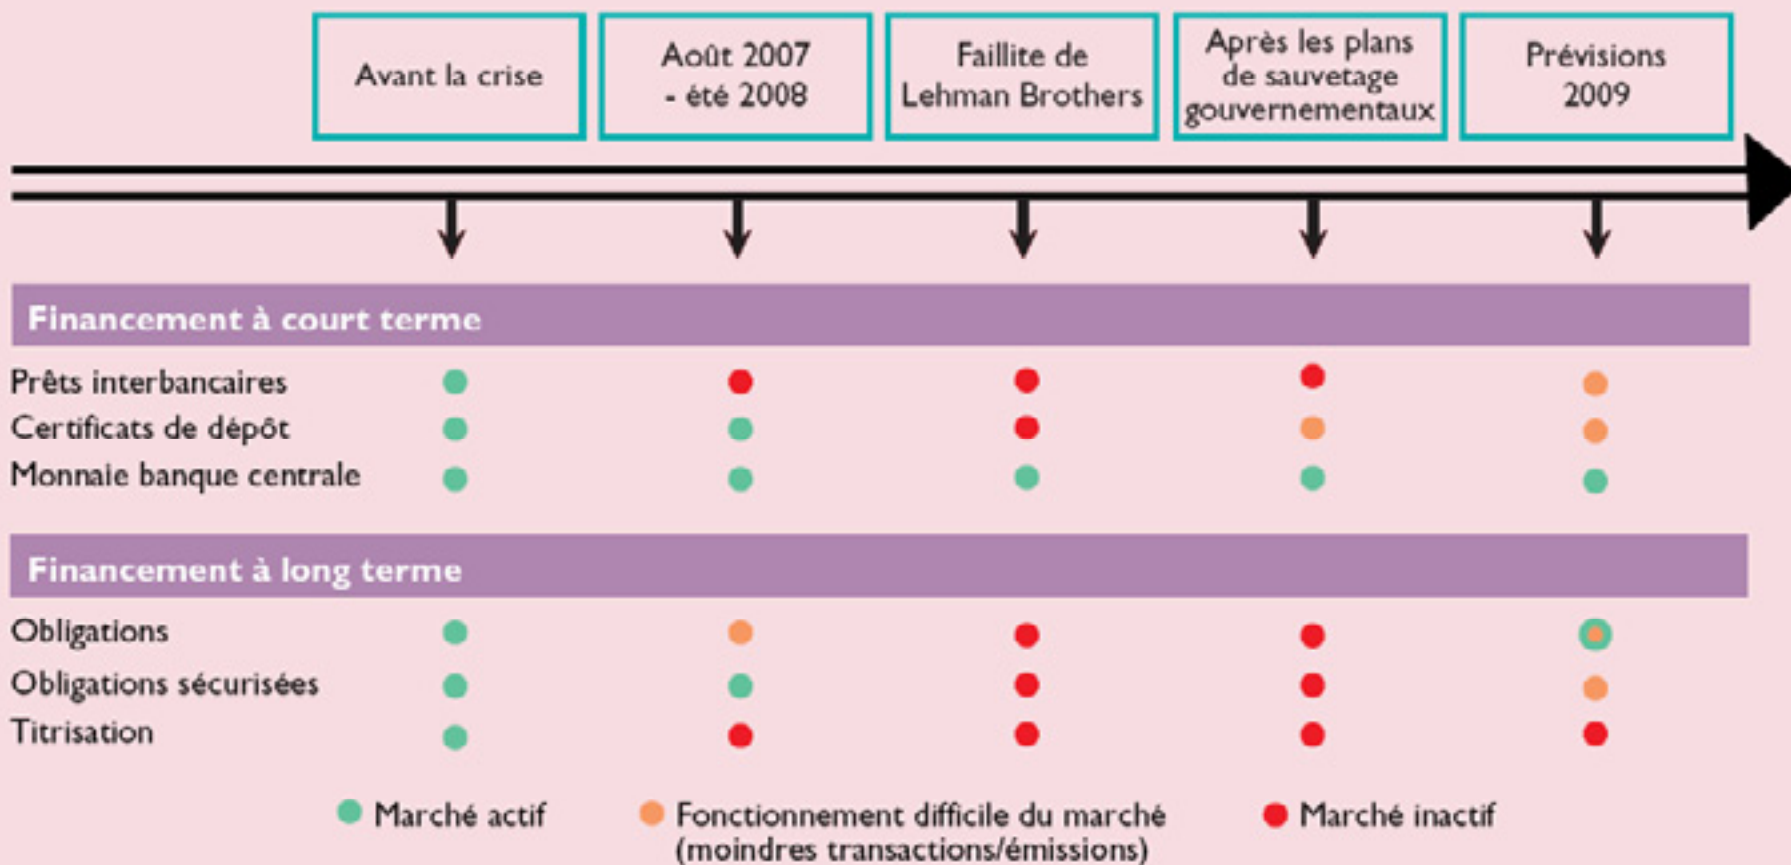 Avant la crise
Août 2007
- été 2008
Faillite de
Lehman Brothers
Après les plans
de sauvetage
gouvernementaux
Prévisions
2009
Financement à court terme
Prêts interbancaires
Certificats de dépôt
Monnaie banque centrale
Financement à long terme
Obligations
Obligations sécurisées
Titrisation
Marché actif
Fonctionnement difficile du marché
(moindres transactions/émissions)
Marché inactif